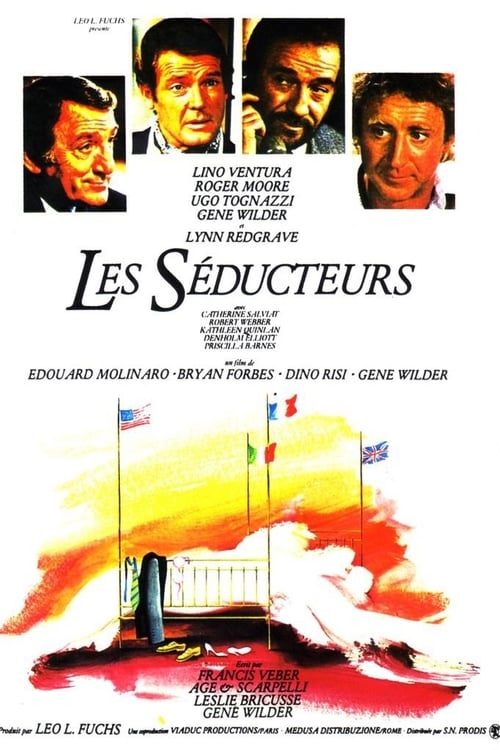 LEO L. FUCHS
présente
LINO VENTURA
ROGER MOORE
UGO TOGNAZZI
GENE WILDER
et
LYNN REDGRAVE
LES SÉDUCTEURS
avec
CATHERINE SALVIAT
ROBERT WEBBER
KATHLEEN QUINLAN
DENHOLM ELLIOTT
PRISCILLA BARNES
un film de
EDOUARD MOLINARO · BRYAN FORBES · DINO RISI · GENE WILDER
Ecrit par
FRANCIS VEBER
AGE & SCARPELLI
LESLIE BRICUSSE
GENE WILDER
Produit par LEO L. FUCHS Une coproduction VIADUC PRODUCTIONS/PARIS - MEDUSA DISTRIBUZIONE/ROME - Distribué par S.N. PRODIS